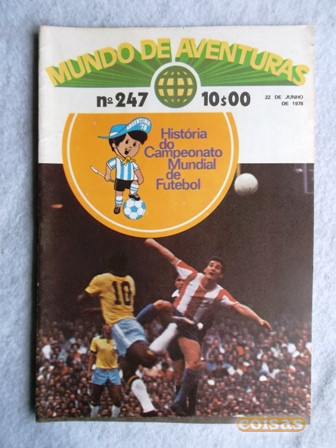 MUNDO DE AVENTURAS
nº 247
10$00
22 DE JUNHO
DE 1978
História
do
Campeonato
Mundial
de
Futebol
10
coisas